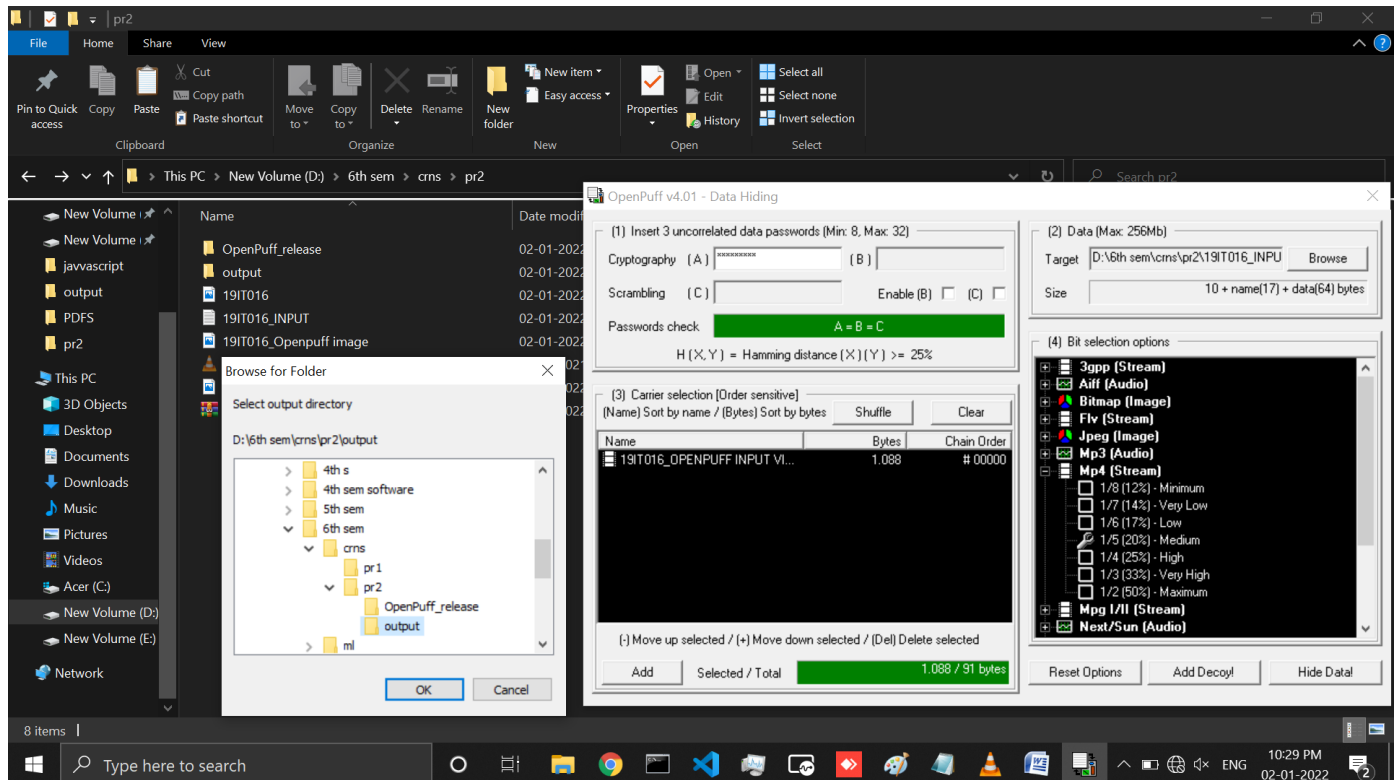 pr2
File Home Share View
Pin to Quick access
Copy
Paste
Cut
Copy path
Paste shortcut
Clipboard
Move to
Copy to
Delete
Rename
Organize
New folder
New item
Easy access
New
Properties
Open
Edit
History
Open
Select all
Select none
Invert selection
Select
This PC > New Volume (D:) > 6th sem > crns > pr2
Search pr2
New Volume
New Volume
javvascript
output
PDFS
pr2
This PC
3D Objects
Desktop
Documents
Downloads
Music
Pictures
Videos
Acer (C:)
New Volume (D:)
New Volume (E:)
Network
Name Date modif
OpenPuff_release 02-01-2022
output 02-01-2022
19IT016 02-01-2022
19IT016_INPUT 02-01-2022
19IT016_Openpuff image 02-01-2022
Browse for Folder
Select output directory
D:\6th sem\crns\pr2\output
4th s
4th sem software
5th sem
6th sem
crns
pr1
pr2
OpenPuff_release
output
ml
OK Cancel
OpenPuff v4.01 - Data Hiding
(1) Insert 3 uncorrelated data passwords (Min: 8, Max: 32)
Cryptography (A) ********* (B)
Scrambling (C) Enable (B) (C)
Passwords check A = B = C
H (X,Y) = Hamming distance (X)(Y) >= 25%
(2) Data (Max: 256Mb)
Target D:\6th sem\crns\pr2\19IT016_INPU Browse
Size 10 + name(17) + data(64) bytes
(3) Carrier selection [Order sensitive]
(Name) Sort by name / (Bytes) Sort by bytes Shuffle Clear
Name Bytes Chain Order
19IT016_OPENPUFF INPUT VI... 1.088 # 00000
(-) Move up selected / (+) Move down selected / (Del) Delete selected
Add Selected / Total 1.088 / 91 bytes
(4) Bit selection options
3gpp (Stream)
Aiff (Audio)
Bitmap (Image)
Flv (Stream)
Jpeg (Image)
Mp3 (Audio)
Mp4 (Stream)
1/8 (12%) - Minimum
1/7 (14%) - Very Low
1/6 (17%) - Low
1/5 (20%) - Medium
1/4 (25%) - High
1/3 (33%) - Very High
1/2 (50%) - Maximum
Mpg I/II (Stream)
Next/Sun (Audio)
Reset Options Add Decoy! Hide Data!
8 items
Type here to search
ENG
10:29 PM
02-01-2022
2